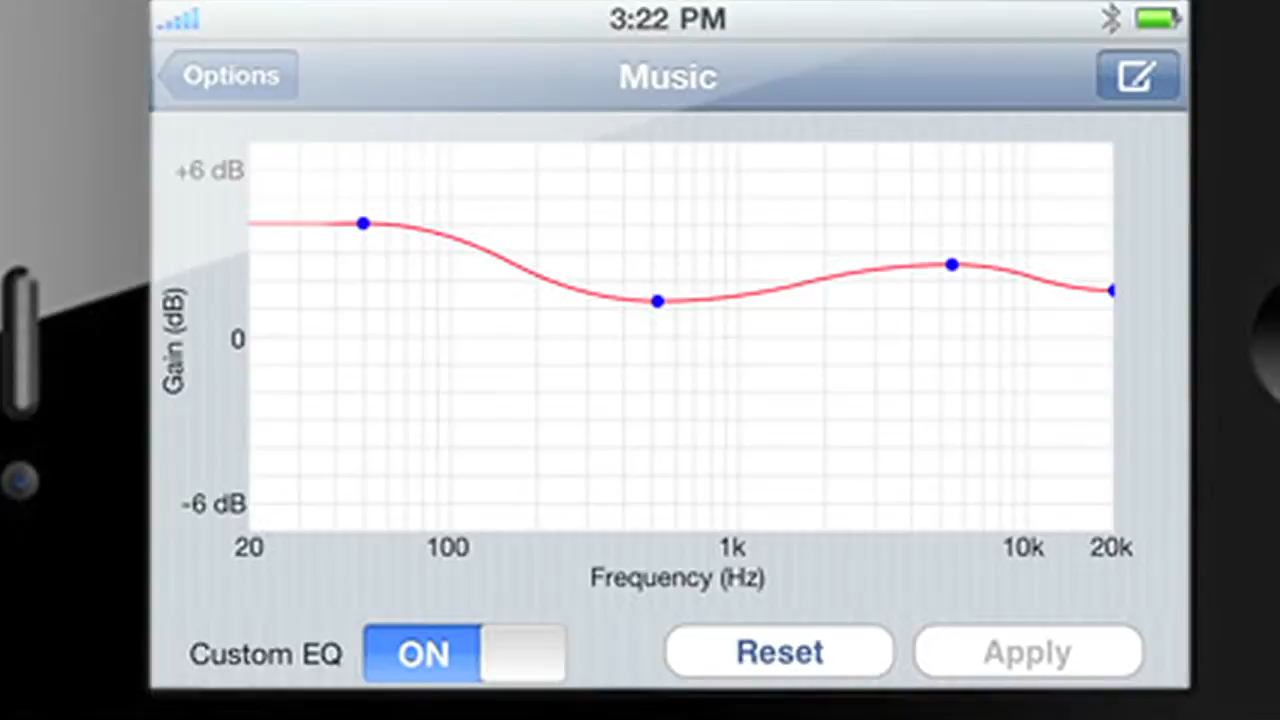 3:22 PM
Options
Music
+6 dB
Gain (dB)
0
-6 dB
20 100 1k 10k 20k
Frequency (Hz)
Custom EQ ON Reset Apply